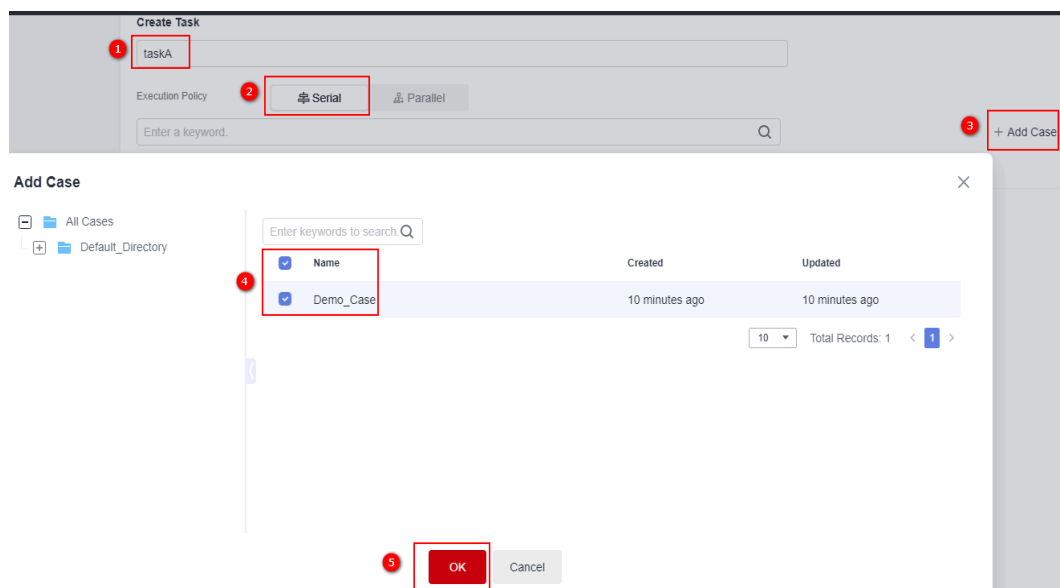 Create Task
1 taskA
Execution Policy 2 Serial Parallel
Enter a keyword. 3 + Add Case
Add Case
All Cases
Default_Directory
Enter keywords to search.
Name Created Updated
4
Demo_Case 10 minutes ago 10 minutes ago
10 Total Records: 1 < 1 >
5 OK Cancel